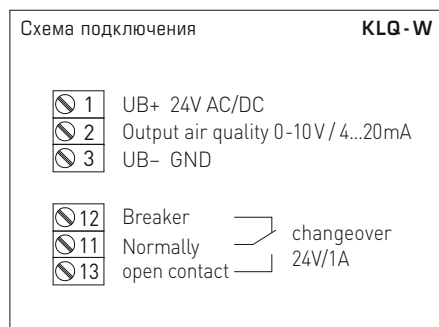 Схема подключения KLQ-W
1 UB+ 24V AC/DC
2 Output air quality 0-10V / 4...20mA
3 UB– GND
12 Breaker
11 Normally
13 open contact
changeover
24V/1A